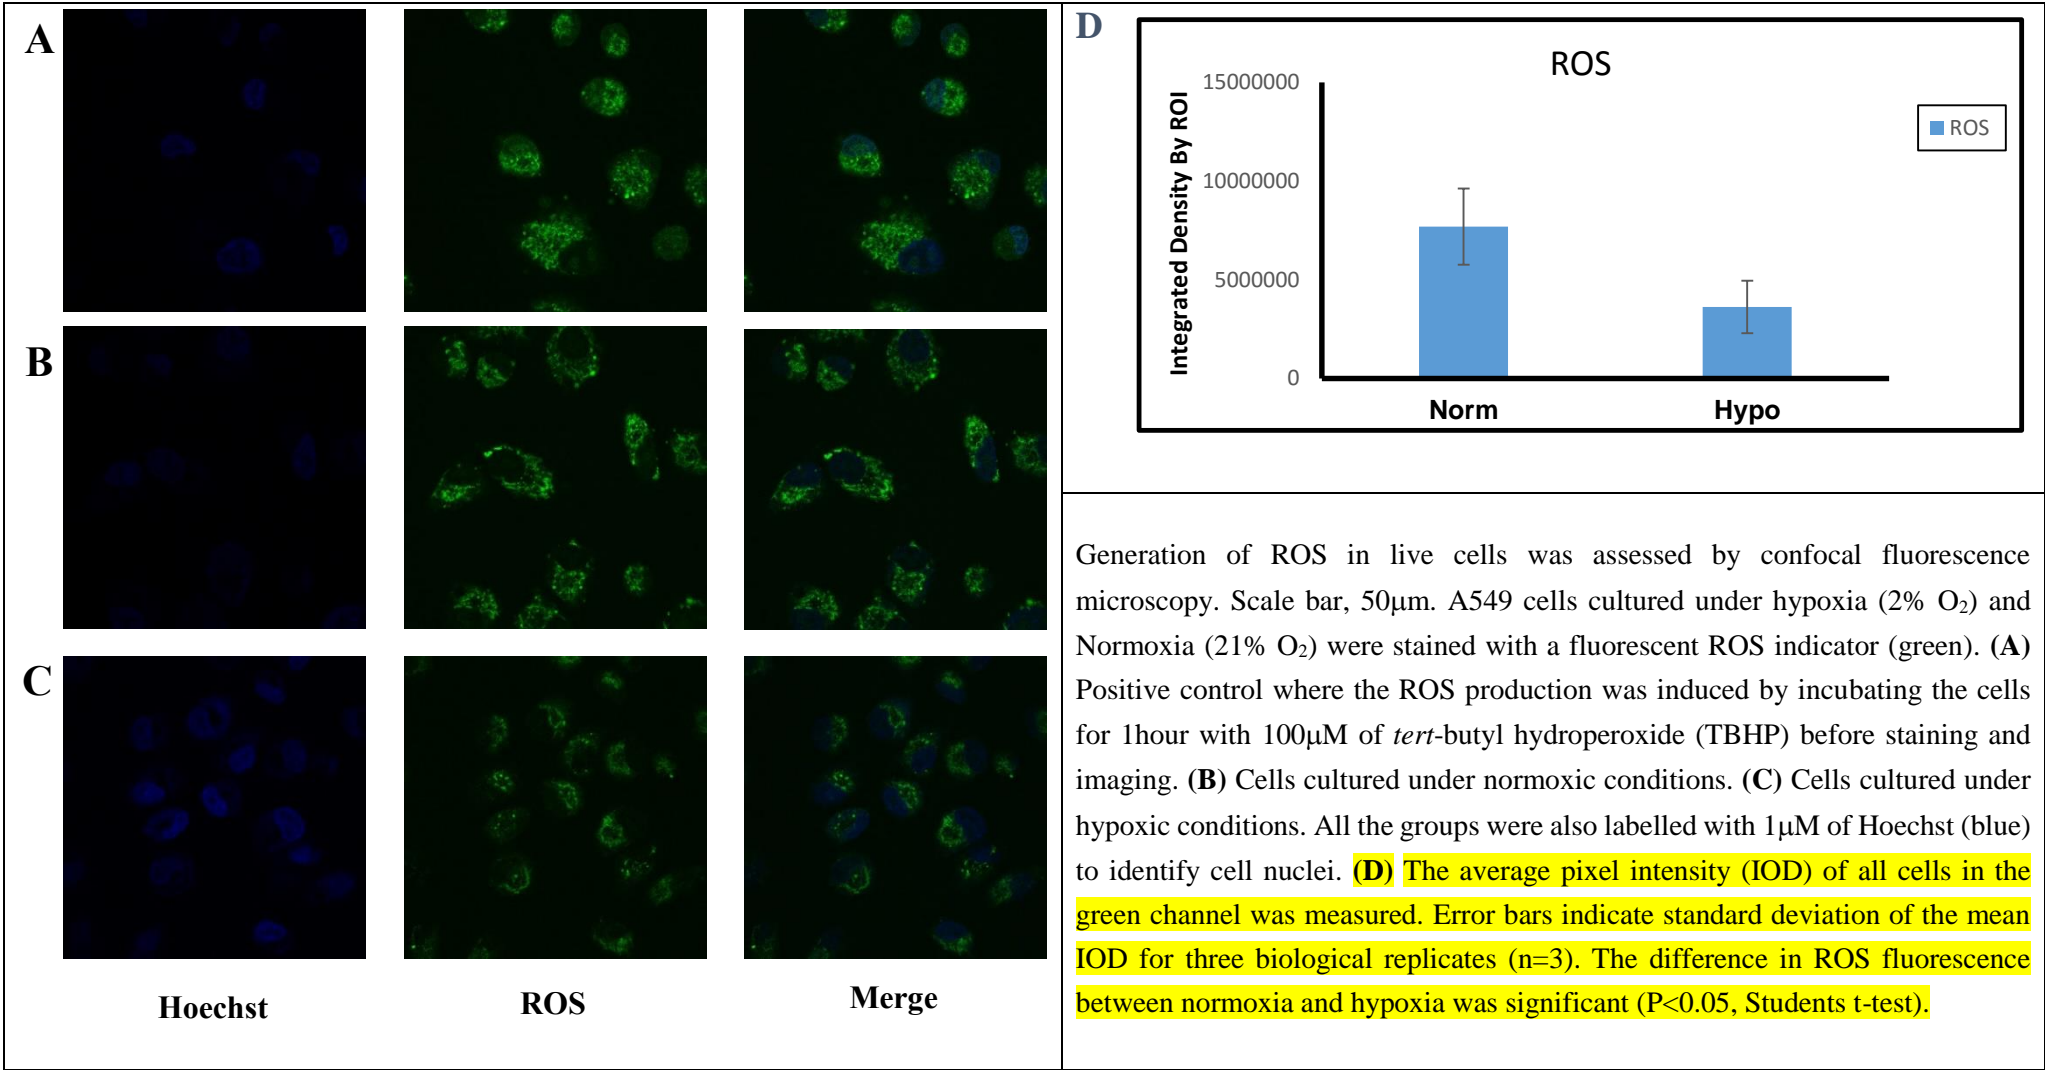 A
B
C
Hoechst
ROS
Merge
D
ROS
15000000
10000000
5000000
0
Integrated Density By ROI
Norm
Hypo
ROS
Generation of ROS in live cells was assessed by confocal fluorescence
microscopy. Scale bar, 50μm. A549 cells cultured under hypoxia (2% O₂) and
Normoxia (21% O₂) were stained with a fluorescent ROS indicator (green). (A)
Positive control where the ROS production was induced by incubating the cells
for 1hour with 100μM of tert-butyl hydroperoxide (TBHP) before staining and
imaging. (B) Cells cultured under normoxic conditions. (C) Cells cultured under
hypoxic conditions. All the groups were also labelled with 1μM of Hoechst (blue)
to identify cell nuclei. (D) The average pixel intensity (IOD) of all cells in the
green channel was measured. Error bars indicate standard deviation of the mean
IOD for three biological replicates (n=3). The difference in ROS fluorescence
between normoxia and hypoxia was significant (P<0.05, Students t-test).